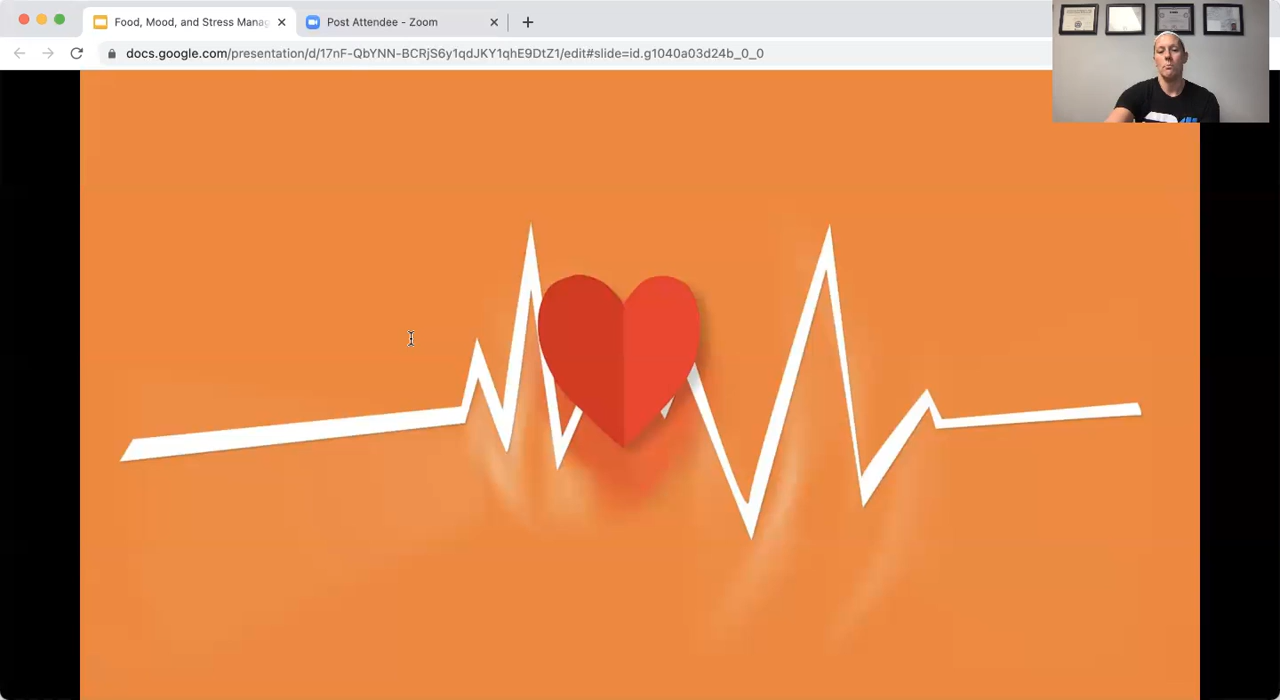 Food, Mood, and Stress Manag
Post Attendee - Zoom
docs.google.com/presentation/d/17nF-QbYNN-BCRjS6y1qdJKY1qhE9DtZ1/edit#slide=id.g1040a03d24b_0_0